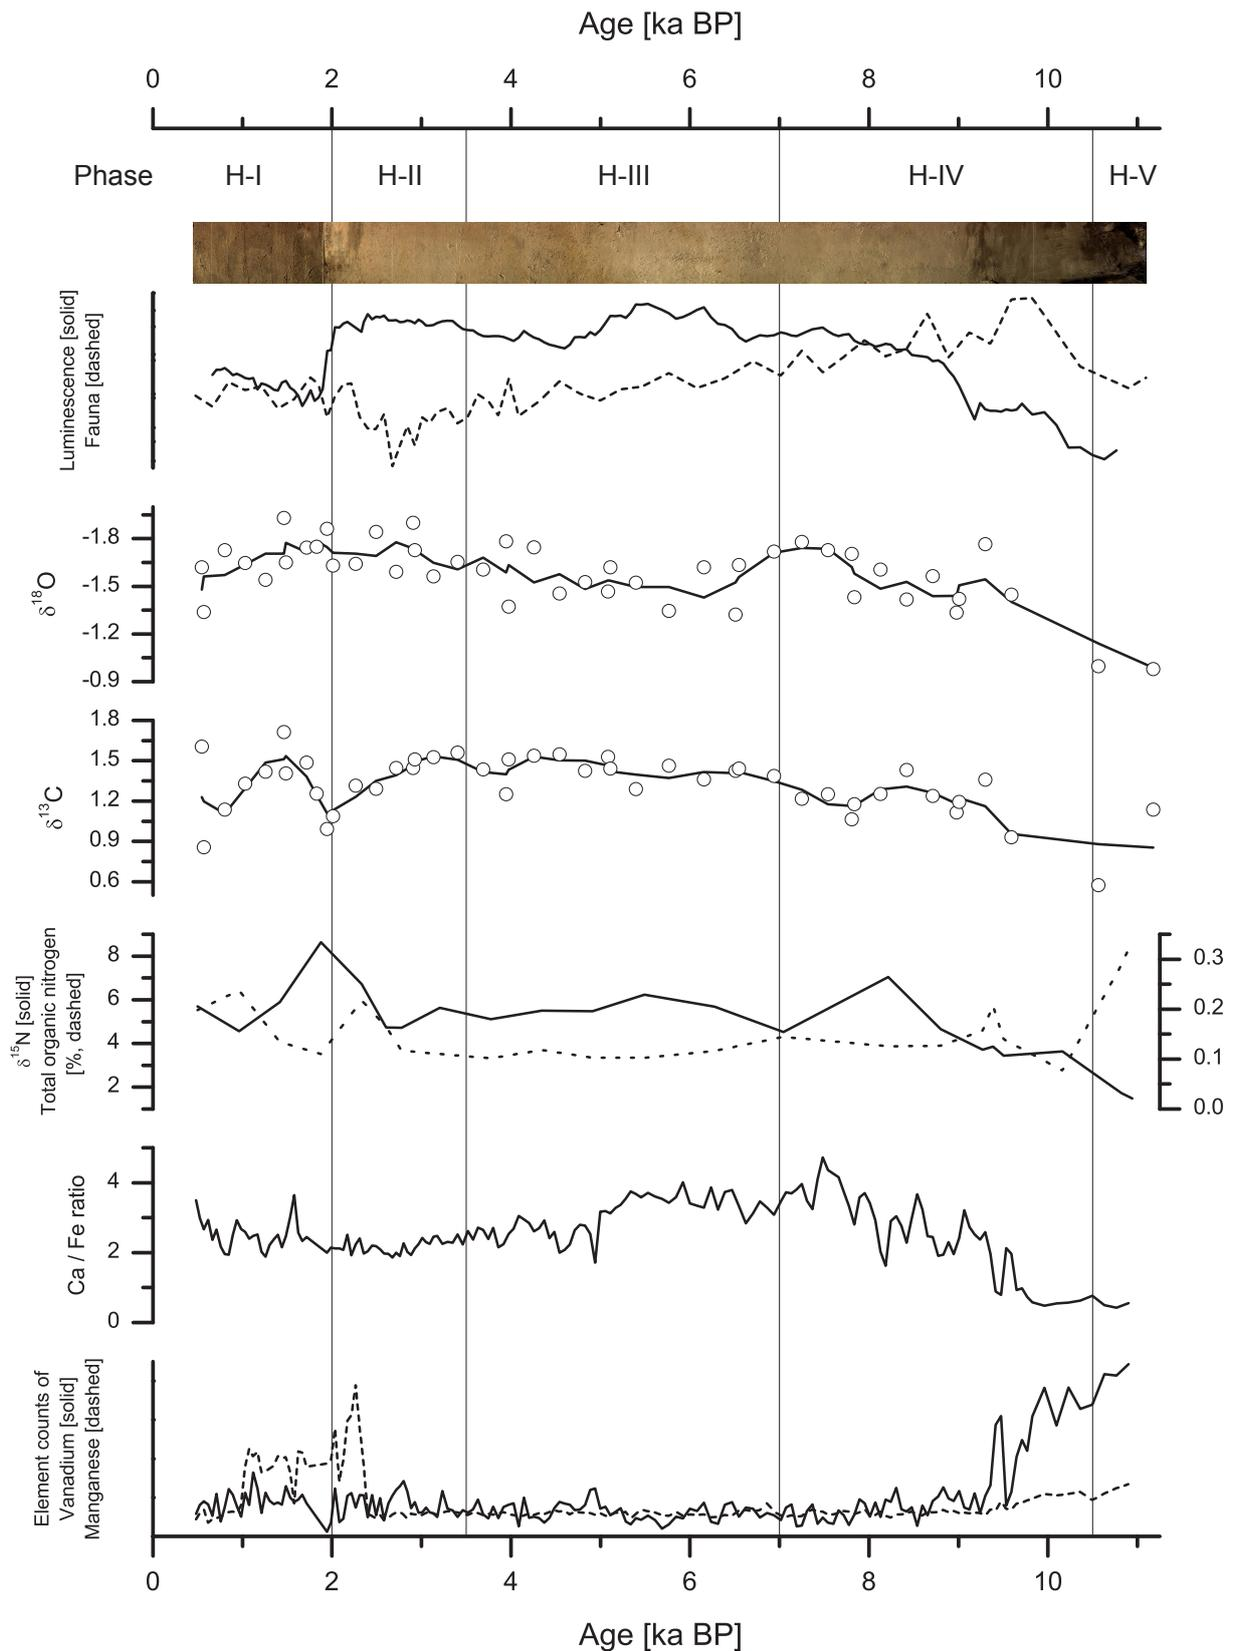 Age [ka BP]
0 2 4 6 8 10
Phase H-I H-II H-III H-IV H-V
Luminescence [solid]
Fauna [dashed]
δ18O
-1.8
-1.5
-1.2
-0.9
δ13C
1.8
1.5
1.2
0.9
0.6
δ15N [solid]
Total organic nitrogen
[%, dashed]
8
6
4
2
0.3
0.2
0.1
0.0
Ca / Fe ratio
4
2
0
Element counts of
Vanadium [solid]
Manganese [dashed]
0 2 4 6 8 10
Age [ka BP]